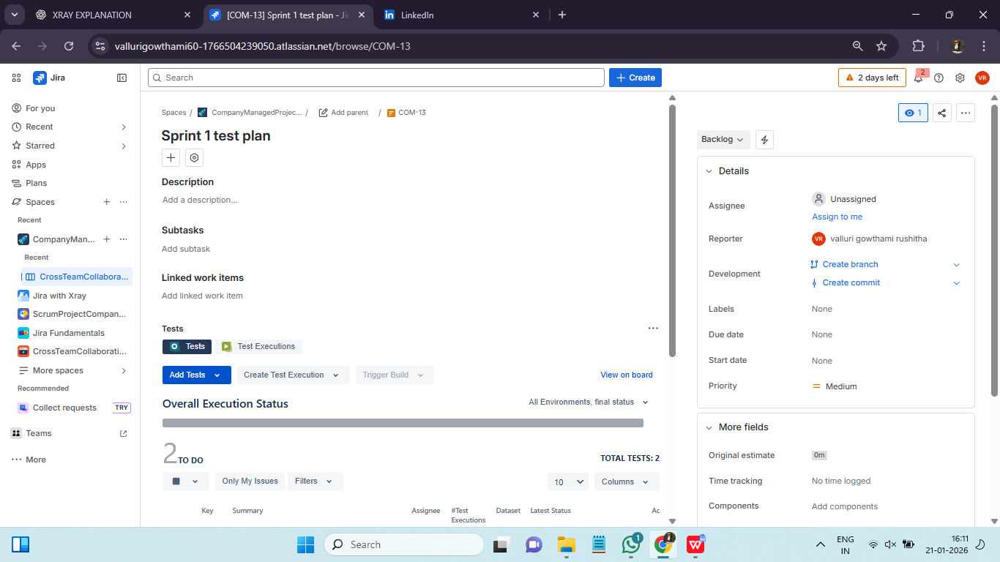 XRAY EXPLANATION
[COM-13] Sprint 1 test plan - Jir
LinkedIn
vallurigowthami60-1766504239050.atlassian.net/browse/COM-13
Jira
Search
Create
2 days left
2
VR
For you
Recent
Starred
Apps
Plans
Spaces
Recent
CompanyMan...
Recent
CrossTeamCollabora...
Jira with Xray
ScrumProjectCompan...
Jira Fundamentals
CrossTeamCollaborati...
More spaces
Recommended
Collect requests TRY
Teams
More
Spaces / CompanyManagedProjec... / Add parent / COM-13
Sprint 1 test plan
Description
Add a description...
Subtasks
Add subtask
Linked work items
Add linked work item
Tests
Tests Test Executions
Add Tests Create Test Execution Trigger Build View on board
Overall Execution Status All Environments, final status
2 TO DO TOTAL TESTS: 2
Only My Issues Filters 10 Columns
Key Summary Assignee #Test Executions Dataset Latest Status Ac
1
Backlog
Details
Assignee Unassigned
Assign to me
Reporter VR valluri gowthami rushitha
Development Create branch
Create commit
Labels None
Due date None
Start date None
Priority Medium
More fields
Original estimate 0m
Time tracking No time logged
Components Add components
Search
1
ENG
IN
16:11
21-01-2026